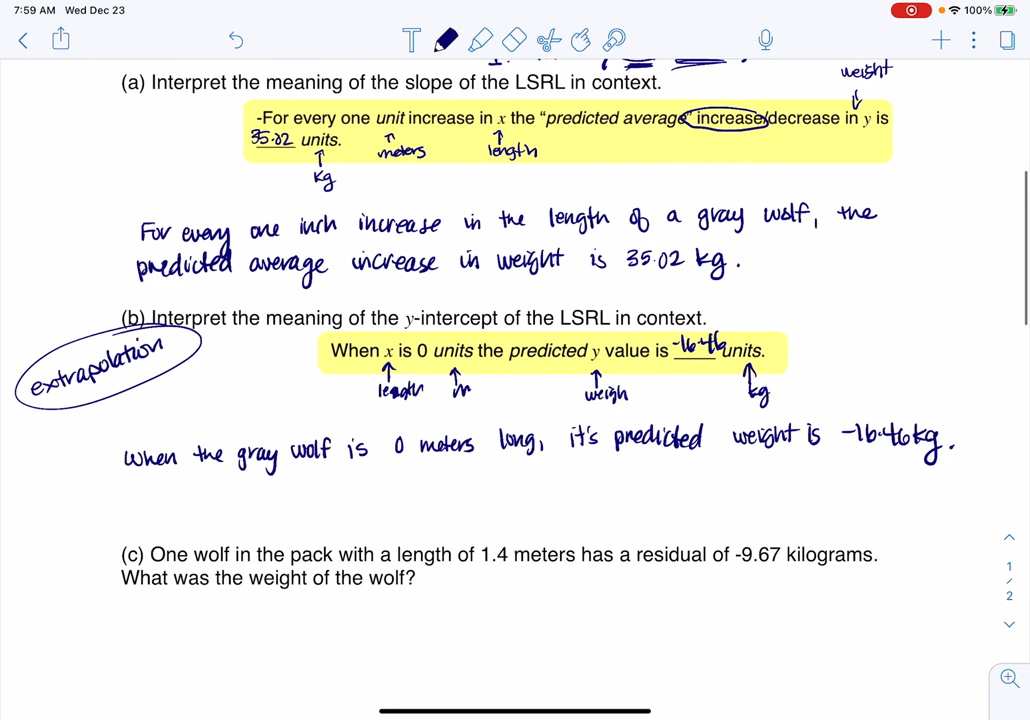 7:59 AM Wed Dec 23
100%
(a) Interpret the meaning of the slope of the LSRL in context.
weight
-For every one unit increase in x the “predicted average” increase/decrease in y is
35.02 units.
meters
length
kg
For every one inch increase in the length of a gray wolf, the
predicted average increase in weight is 35.02 kg.
(b) Interpret the meaning of the y-intercept of the LSRL in context.
extrapolation
When x is 0 units the predicted y value is -16.46 units.
length
m
weigh
kg
When the gray wolf is 0 meters long, it's predicted weight is -16.46kg.
(c) One wolf in the pack with a length of 1.4 meters has a residual of -9.67 kilograms.
What was the weight of the wolf?
1
/
2